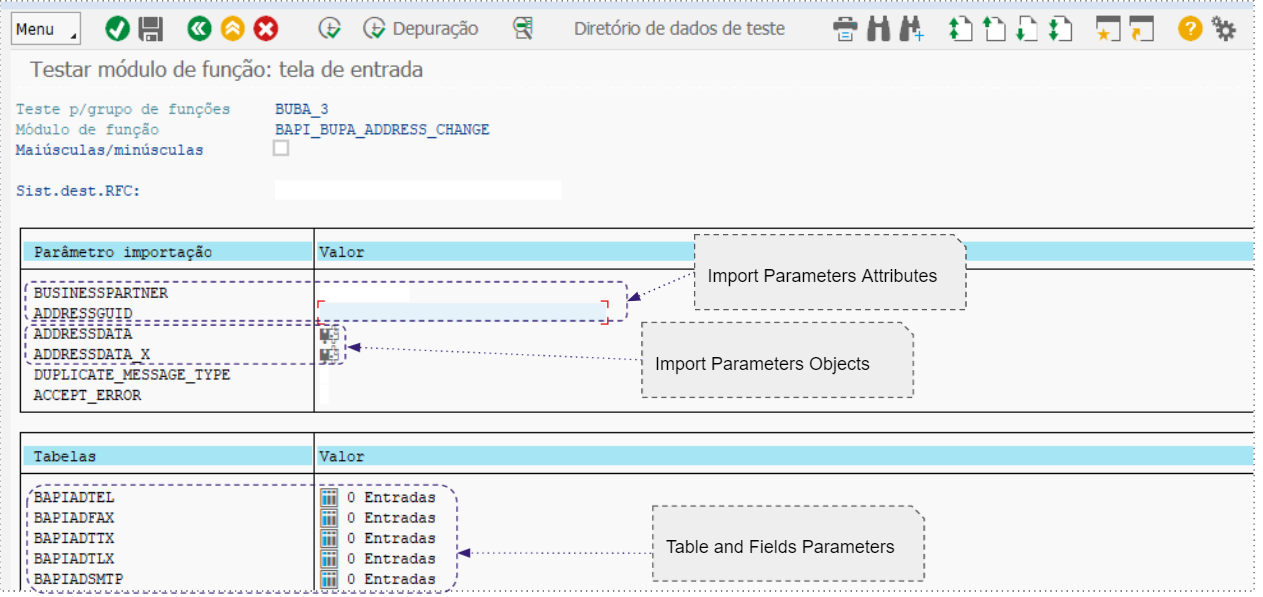 Menu
Depuração
Diretório de dados de teste
Testar módulo de função: tela de entrada
Teste p/grupo de funções BUBA_3
Módulo de função BAPI_BUPA_ADDRESS_CHANGE
Maiúsculas/minúsculas
Sist.dest.RFC:
Parâmetro importação Valor
Import Parameters Attributes
BUSINESSPARTNER
ADDRESSGUID
ADDRESSDATA
ADDRESSDATA_X
Import Parameters Objects
DUPLICATE_MESSAGE_TYPE
ACCEPT_ERROR
Tabelas Valor
BAPIADTEL 0 Entradas
BAPIADFAX 0 Entradas
BAPIADTTX 0 Entradas
Table and Fields Parameters
BAPIADTLX 0 Entradas
BAPIADSMTP 0 Entradas